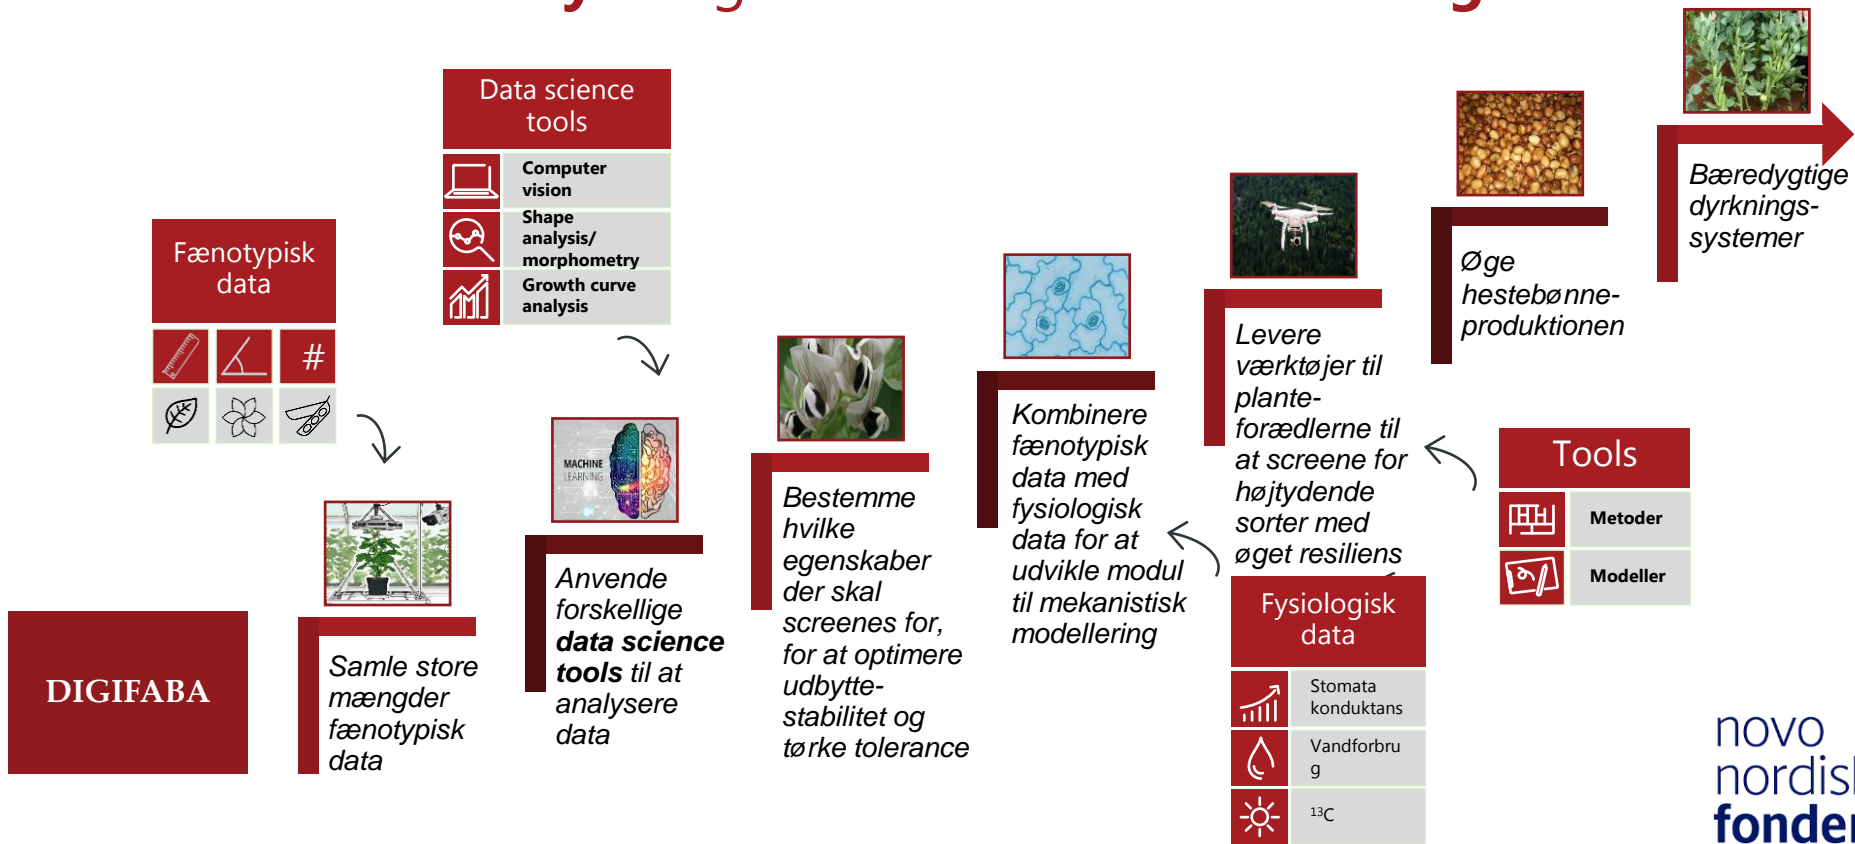 Data science
tools
Computer
vision
Shape
analysis/
morphometry
Growth curve
analysis
Fænotypisk
data
#
MACHINE
LEARNING
DIGIFABA
Samle store
mængder
fænotypisk
data
Anvende
forskellige
data science
tools til at
analysere
data
Bestemme
hvilke
egenskaber
der skal
screenes for,
for at optimere
udbytte-
stabilitet og
tørke tolerance
Kombinere
fænotypisk
data med
fysiologisk
data for at
udvikle modul
til mekanistisk
modellering
Levere
værktøjer til
plante-
forædlerne til
at screene for
højtydende
sorter med
øget resiliens
Øge
hestebønne-
produktionen
Bæredygtige
dyrknings-
systemer
Tools
Metoder
Modeller
Fysiologisk
data
Stomata
konduktans
Vandforbru
g
¹³C
novo